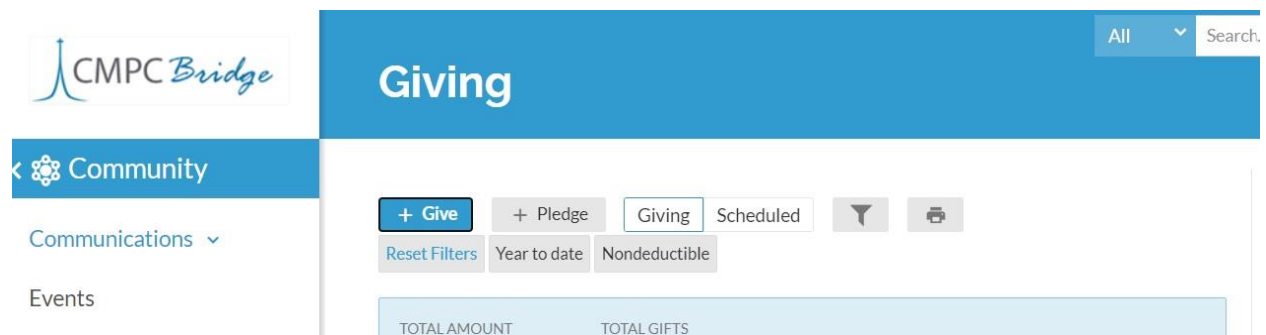 CMPC Bridge
All
Search.
Giving
Community
+ Give
+ Pledge
Giving
Scheduled
Communications
Reset Filters
Year to date
Nondeductible
Events
TOTAL AMOUNT
TOTAL GIFTS